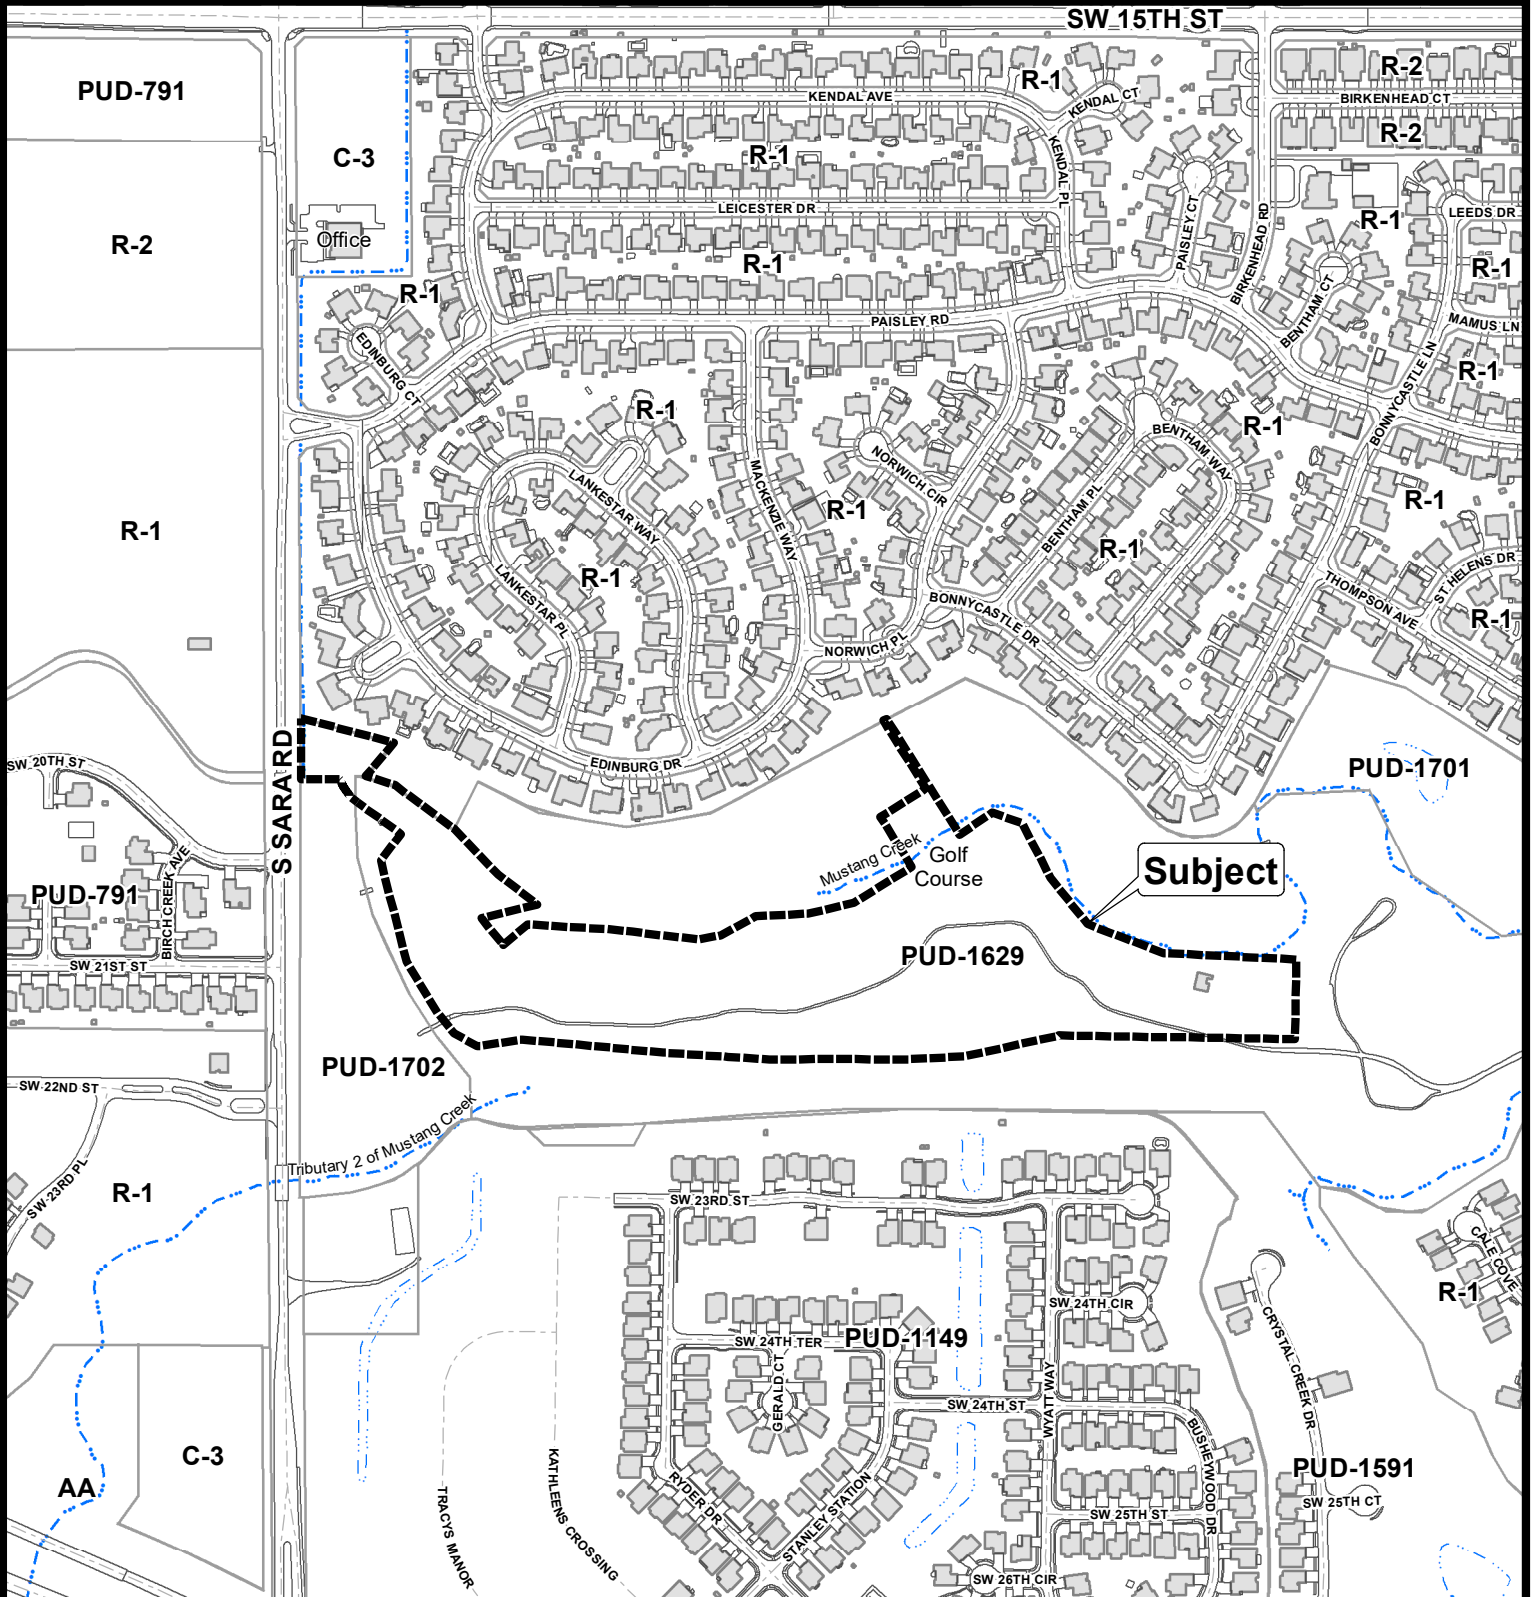 SW 15TH ST
PUD-791
R-1
R-2
KENDAL AVE
KENDAL CT
BIRKENHEAD CT
R-2
C-3
R-1
KENDAL PL
LEICESTER DR
PAISLEY CT
BIRKENHEAD RD
R-1
LEEDS DR
R-2
Office
R-1
R-1
BENTHAM CT
R-1
PAISLEY RD
MAMUS LN
EDINBURG CT
BONNYCASTLE LN
R-1
R-1
R-1
BENTHAM WAY
LANKESTAR WAY
MACKENZIE WAY
NORWICH CIR
R-1
R-1
R-1
BENTHAM PL
R-1
LANKESTAR PL
R-1
THOMPSON AVE
ST HELENS DR
R-1
BONNYCASTLE DR
NORWICH PL
S SARA RD
SW 20TH ST
EDINBURG DR
PUD-1701
Mustang Creek
Golf
Course
Subject
PUD-791
BIRCH CREEK AVE
SW 21ST ST
PUD-1629
PUD-1702
SW 22ND ST
Tributary 2 of Mustang Creek
SW 23RD PL
R-1
SW 23RD ST
CALE COVE
R-1
SW 24TH CIR
SW 24TH TER
PUD-1149
CRYSTAL CREEK DR
GERALD CT
WYATT WAY
SW 24TH ST
BUSHEYWOOD DR
C-3
AA
TRACYS MANOR
KATHLEENS CROSSING
RYDER DR
STANLEY STATION
PUD-1591
SW 25TH CT
SW 25TH ST
SW 26TH CIR